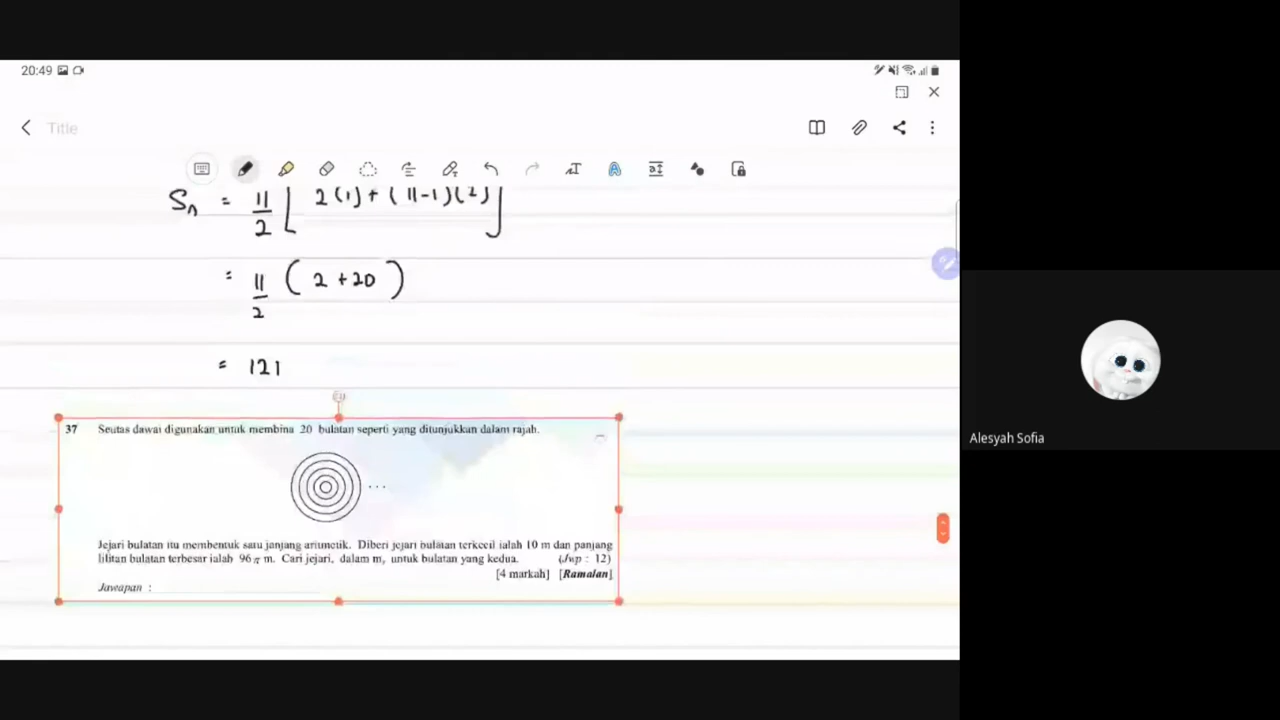 20:49
Title
Sn = 11/2 [ 2(1) + (11-1)(2) ]
= 11/2 ( 2 + 20 )
= 121
37 Seutas dawai digunakan untuk membina 20 bulatan seperti yang ditunjukkan dalam rajah.
...
Jejari bulatan itu membentuk satu janjang aritmetik. Diberi jejari bulatan terkecil ialah 10 m dan panjang
lilitan bulatan terbesar ialah 96π m. Cari jejari, dalam m, untuk bulatan yang kedua. (Jwp : 12)
[4 markah] [Ramalan]
Jawapan :
Alesyah Sofia